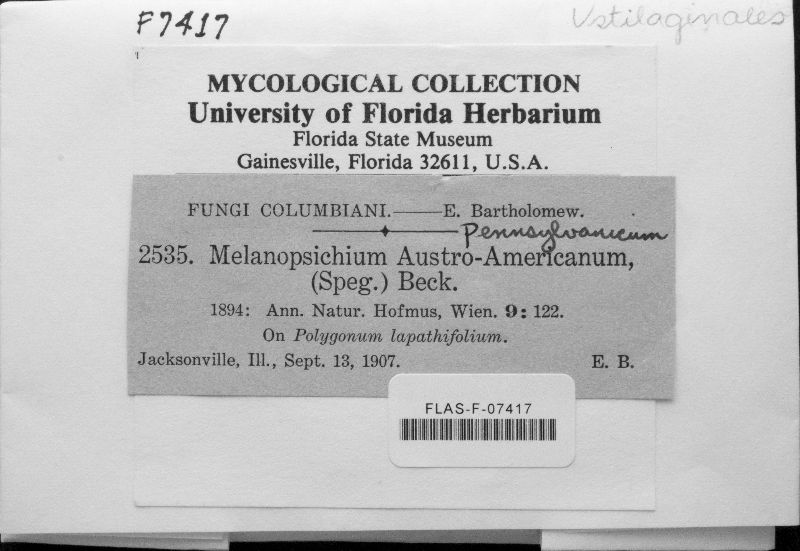 F7417
Ustilaginales
MYCOLOGICAL COLLECTION
University of Florida Herbarium
Florida State Museum
Gainesville, Florida 32611, U.S.A.
FUNGI COLUMBIANI.——E. Bartholomew.
pennsylvanicum
2535. Melanopsichium Austro-Americanum,
(Speg.) Beck.
1894: Ann. Natur. Hofmus, Wien. 9: 122.
On Polygonum lapathifolium.
Jacksonville, Ill., Sept. 13, 1907. E. B.
FLAS-F-07417